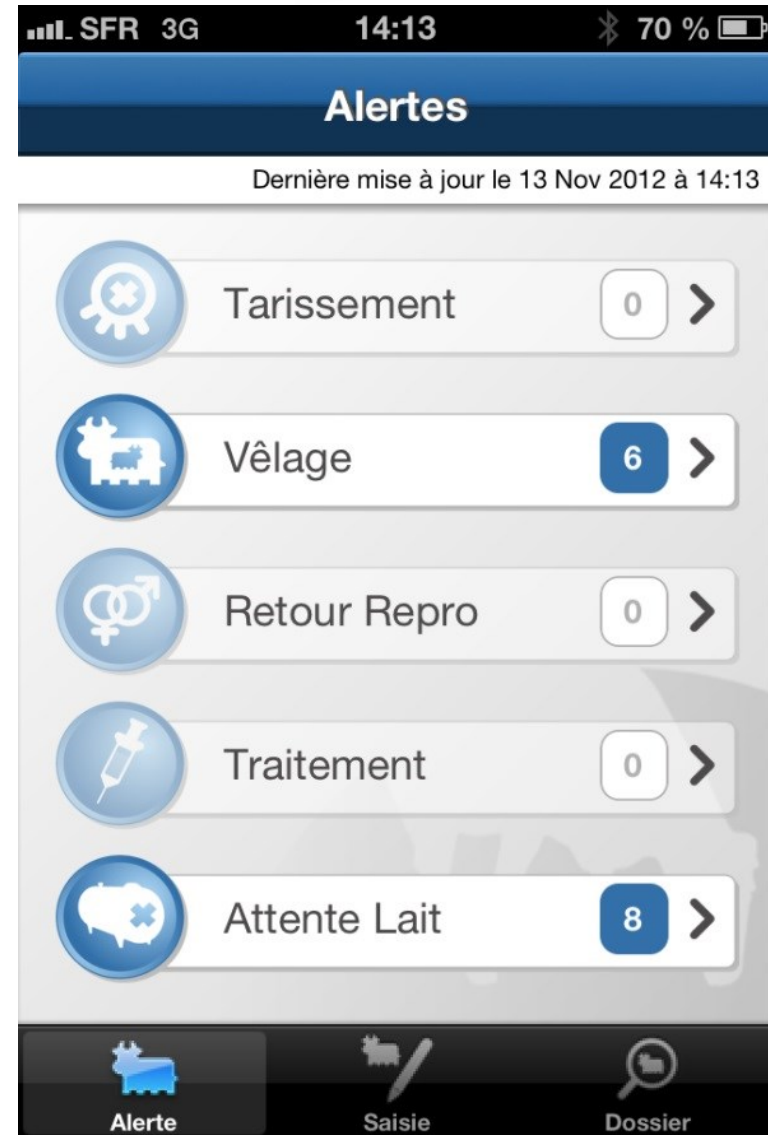 SFR 3G 14:13 70 %
Alertes
Dernière mise à jour le 13 Nov 2012 à 14:13
Tarissement 0
Vêlage 6
Retour Repro 0
Traitement 0
Attente Lait 8
Alerte Saisie Dossier